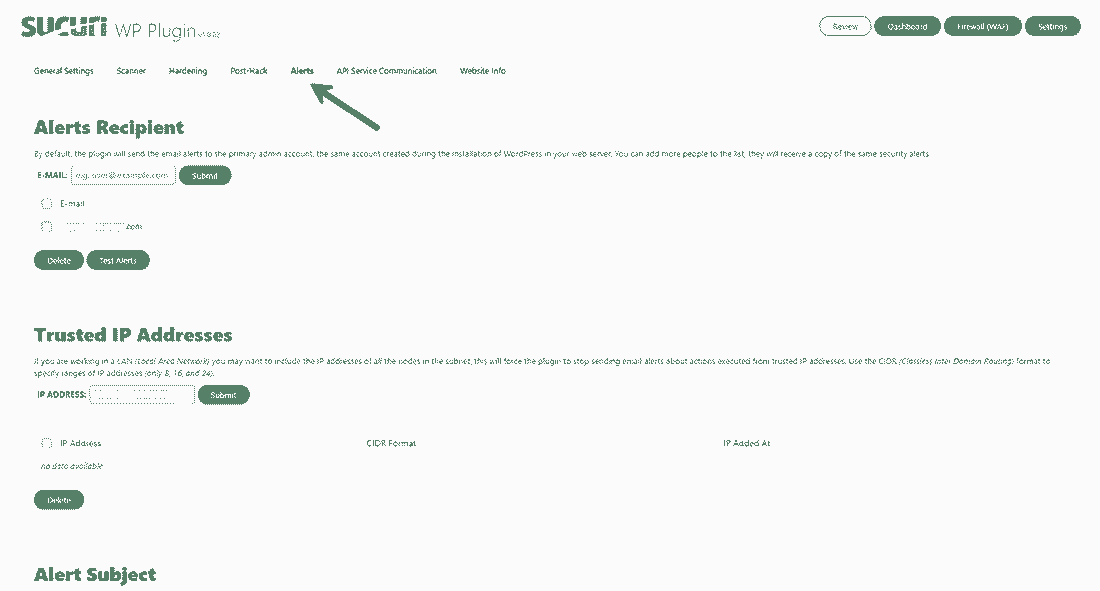 SUCURI WP Plugin
Review Dashboard Firewall (WAF) Settings
General Settings Scanner Hardening Post-Hack Alerts API Service Communication Website Info
Alerts Recipient
By default, the plugin will send the email alerts to the primary admin account, the same account created during the installation of WordPress in your web server. You can add more people to the list, they will receive a copy of the same security alerts.
E-MAIL: e.g. user@example.com Submit
E-mail
.com
Delete Test Alerts
Trusted IP Addresses
If you are working in a LAN (Local Area Network) you may want to include the IP addresses of all the nodes in the subnet, this will force the plugin to stop sending email alerts about actions executed from trusted IP addresses. Use the CIDR (Classless Inter Domain Routing) format to
specify ranges of IP addresses (only 8, 16, and 24).
IP ADDRESS: Submit
IP Address CIDR Format IP Added At
no data available
Delete
Alert Subject